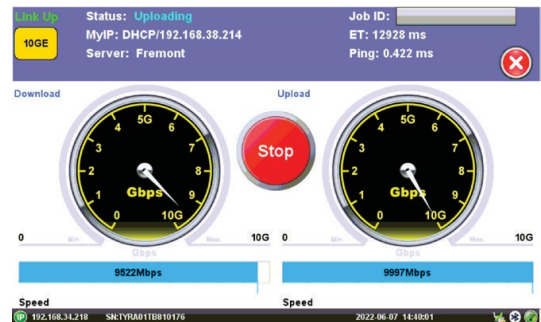 Link Up
Status: Uploading
Job ID:
10GE
MyIP: DHCP/192.168.38.214
ET: 12928 ms
Server: Fremont
Ping: 0.422 ms
Download
Upload
0
1
2
3
4
5G
6
7
8
9
10G
Gbps
Stop
0
1
2
3
4
5G
6
7
8
9
10G
Gbps
0
Min.
Max.
10G
0
Min.
Max.
10G
Gbps
Gbps
9522Mbps
9997Mbps
Speed
Speed
IP 192.168.34.218 SN:TYRA01TB810176 2022-06-07 14:40:01